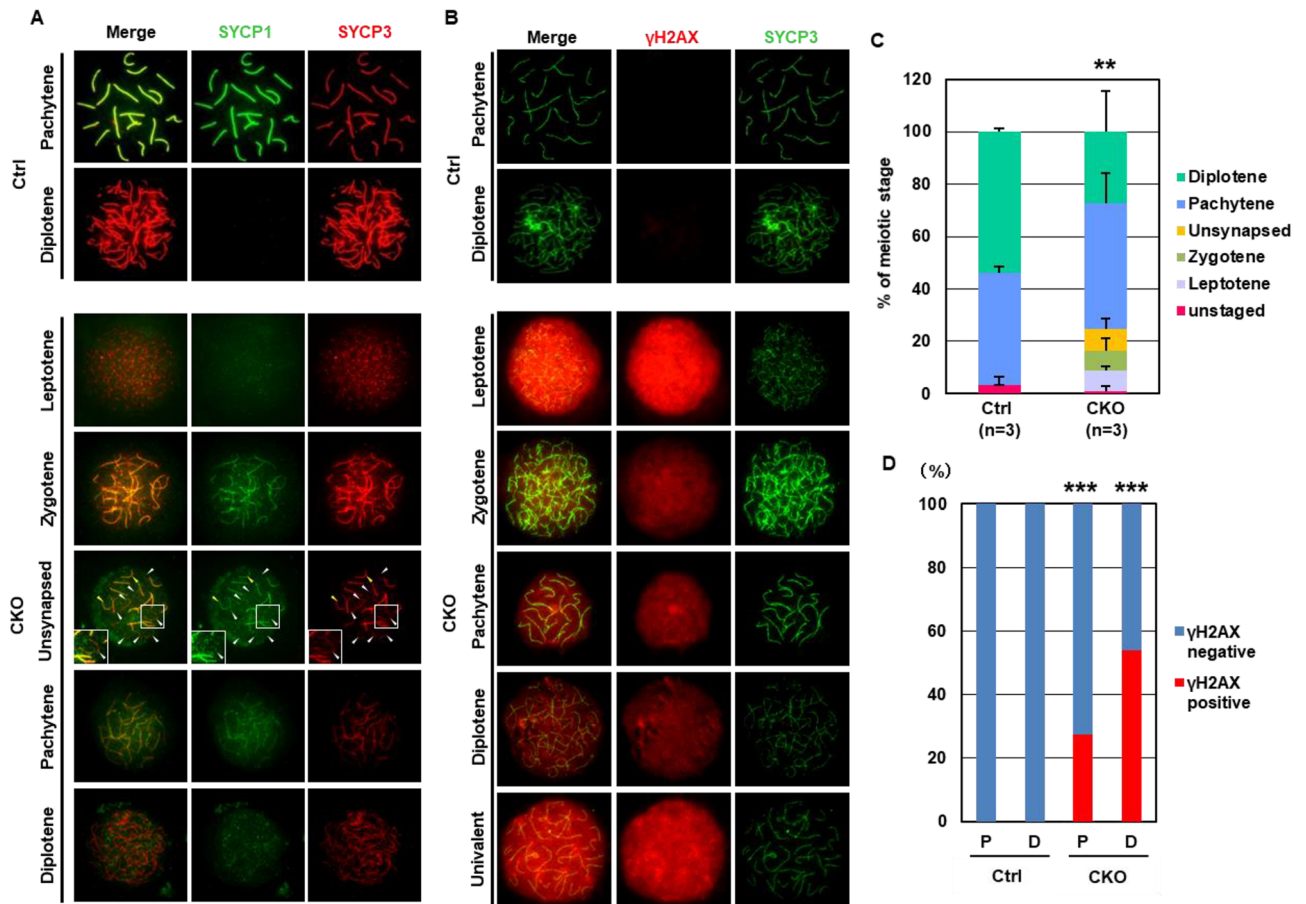 A
Merge
SYCP1
SYCP3
Ctrl
Pachytene
Diplotene
CKO
Leptotene
Zygotene
Unsynapsed
Pachytene
Diplotene
B
Merge
γH2AX
SYCP3
Ctrl
Pachytene
Diplotene
CKO
Leptotene
Zygotene
Pachytene
Diplotene
Univalent
C
**
% of meiotic stage
120
100
80
60
40
20
0
Ctrl
(n=3)
CKO
(n=3)
Diplotene
Pachytene
Unsynapsed
Zygotene
Leptotene
unstaged
D
(%)
*** ***
100
80
60
40
20
0
P D P D
Ctrl CKO
γH2AX
negative
γH2AX
positive